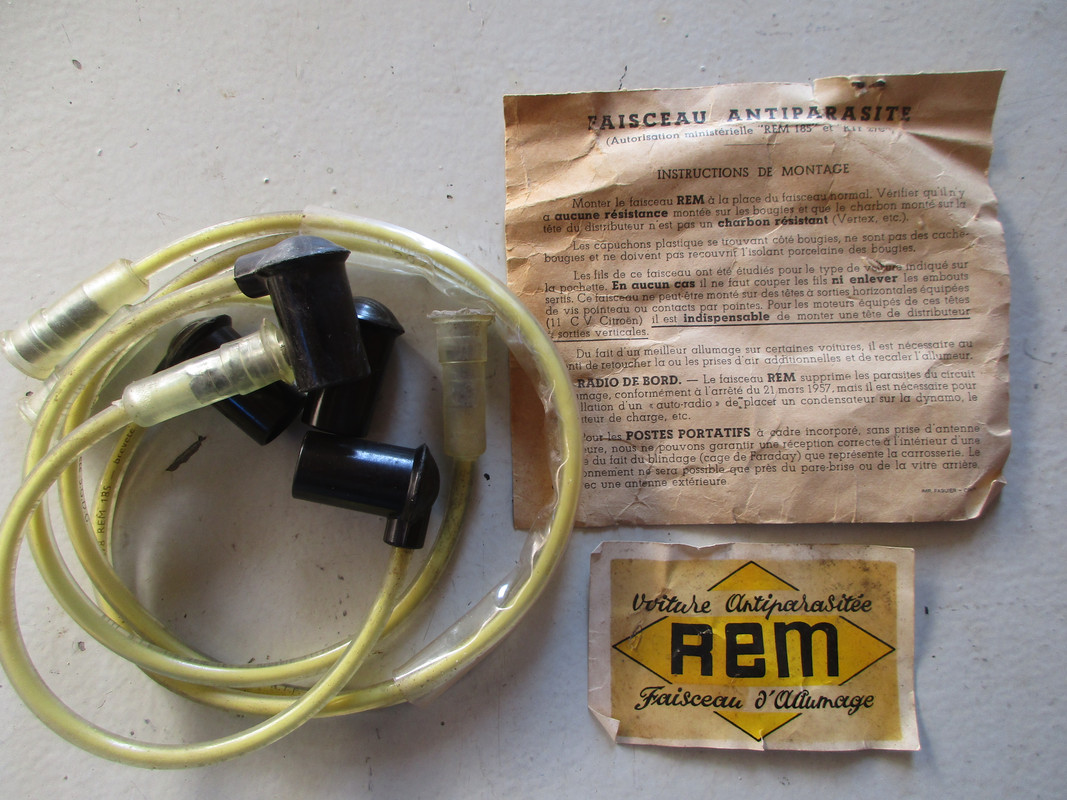 FAISCEAU ANTIPARASITE
(Autorisation ministérielle "REM 185" et
INSTRUCTIONS DE MONTAGE
Monter le faisceau REM à la place du faisceau normal. Vérifier qu'il n'y
a aucune résistance montée sur les bougies et que le charbon monté sur la
tête du distributeur n est pas un charbon résistant (Vertex, etc.).
Les capuchons plastique se trouvant côté bougies, ne sont pas des cache-
bougies et ne doivent pas recouvrir l'isolant porcelaine des bougies.
Les fils de ce faisceau ont été étudiés pour le type de voiture indiqué sur
la pochette. En aucun cas il ne faut couper les fils ni enlever les embouts
sertis. Ce faisceau ne peut-être monté sur des têtes à sorties horizontales équipées
de vis pointeau ou contacts par pointes. Pour les moteurs équipés de ces têtes
(11 C V Citroën) il est indispensable de monter une tête de distributeur
à sorties verticales.
Du fait d'un meilleur allumage sur certaines voitures, il est nécessaire au
de retoucher la ou les prises d'air additionnelles et de recaler l'allumeur.
RADIO DE BORD. — Le faisceau REM supprime les parasites du circuit
conformément à l'arrêté du 21 mars 1957, mais il est nécessaire pour
d'un « auto-radio » de placer un condensateur sur la dynamo, le
de charge, etc.
POSTES PORTATIFS à cadre incorporé, sans prise d'antenne
nous ne pouvons garantir une réception correcte à l'intérieur d'une
du fait du blindage (cage de Faraday) que représente la carrosserie. Le
ne sera possible que près du pare-brise ou de la vitre arrière,
une antenne extérieure
Voiture Antiparasitée
REM
Faisceau d'Allumage
REM 185
breveté